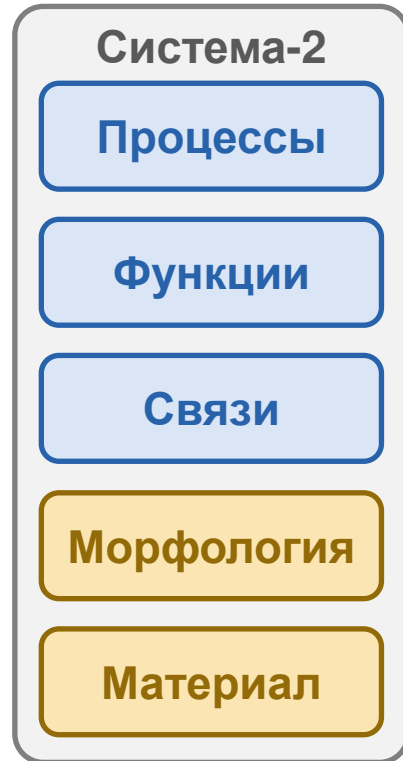 Система-2
Процессы
Функции
Связи
Морфология
Материал